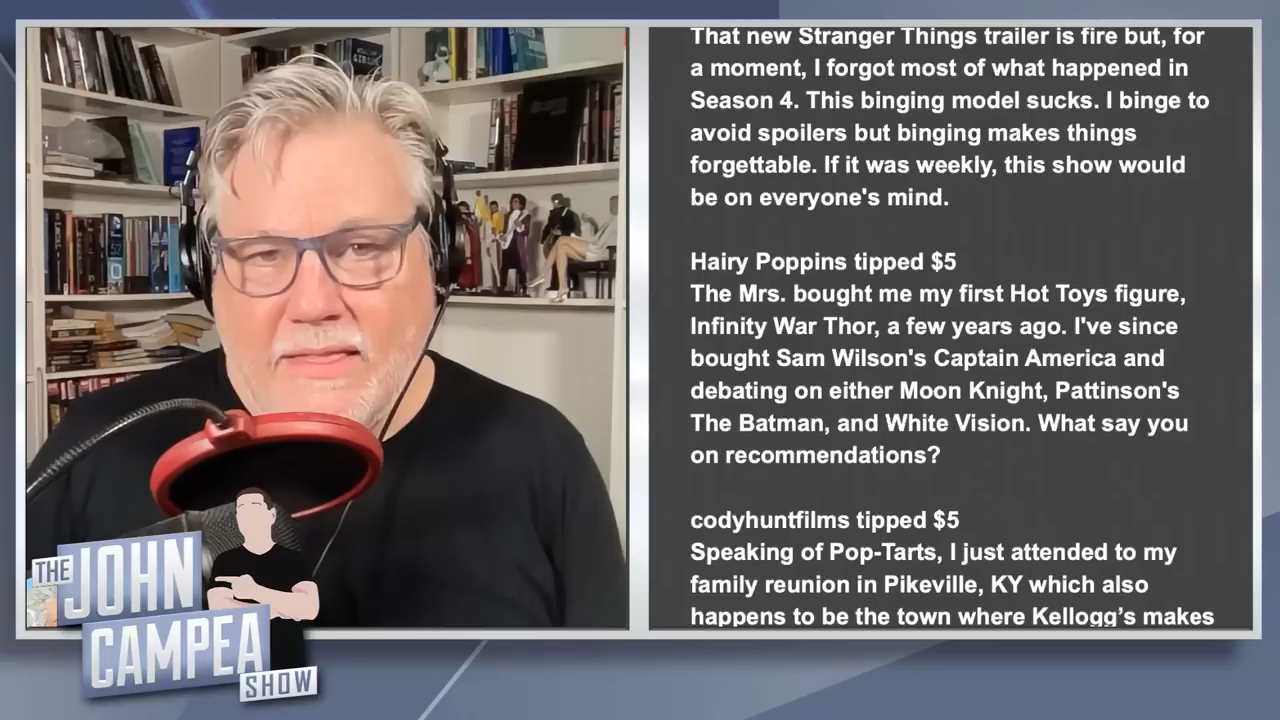 That new Stranger Things trailer is fire but, for
a moment, I forgot most of what happened in
Season 4. This binging model sucks. I binge to
avoid spoilers but binging makes things
forgettable. If it was weekly, this show would
be on everyone's mind.
Hairy Poppins tipped $5
The Mrs. bought me my first Hot Toys figure,
Infinity War Thor, a few years ago. I've since
bought Sam Wilson's Captain America and
debating on either Moon Knight, Pattinson's
The Batman, and White Vision. What say you
on recommendations?
codyhuntfilms tipped $5
Speaking of Pop-Tarts, I just attended to my
family reunion in Pikeville, KY which also
happens to be the town where Kellogg’s makes
THE
JOHN
CAMPEA
SHOW